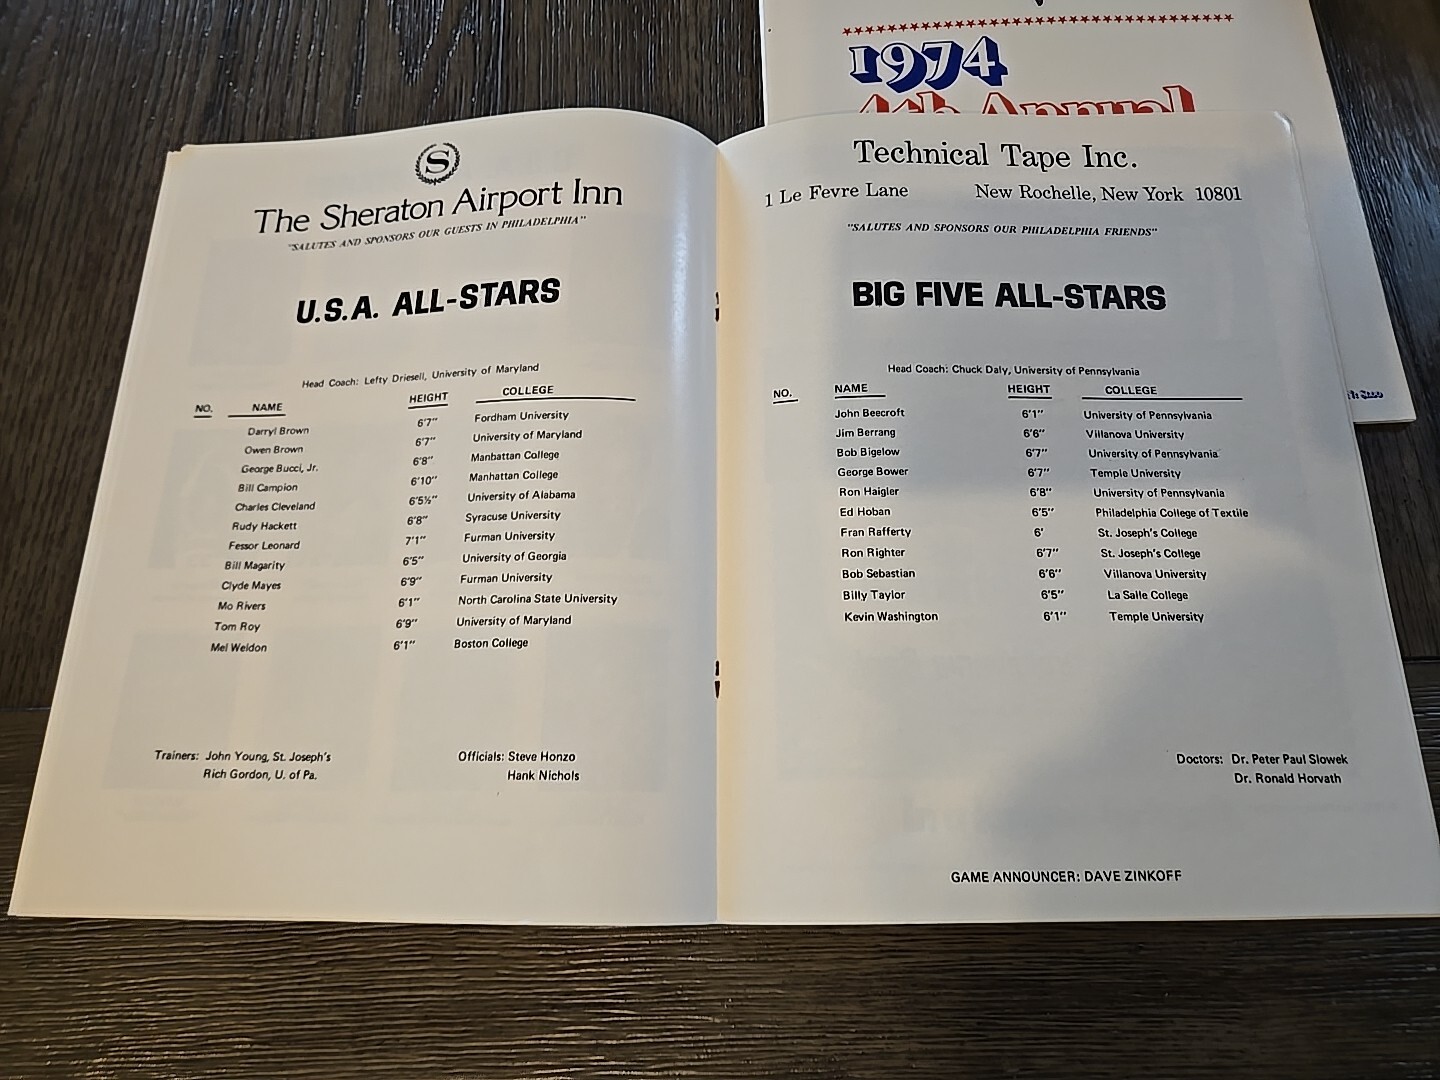 1974
4th Annual
S
The Sheraton Airport Inn
"SALUTES AND SPONSORS OUR GUESTS IN PHILADELPHIA"
U.S.A. ALL-STARS
Head Coach: Lefty Driesell, University of Maryland
NO. NAME HEIGHT COLLEGE
Darryl Brown 6'7" Fordham University
Owen Brown 6'7" University of Maryland
George Bucci, Jr. 6'8" Manhattan College
Bill Campion 6'10" Manhattan College
Charles Cleveland 6'5½" University of Alabama
Rudy Hackett 6'8" Syracuse University
Fessor Leonard 7'1" Furman University
Bill Magarity 6'5" University of Georgia
Clyde Mayes 6'9" Furman University
Mo Rivers 6'1" North Carolina State University
Tom Roy 6'9" University of Maryland
Mel Weldon 6'1" Boston College
Trainers: John Young, St. Joseph's
Rich Gordon, U. of Pa.
Officials: Steve Honzo
Hank Nichols
Technical Tape Inc.
1 Le Fevre Lane New Rochelle, New York 10801
"SALUTES AND SPONSORS OUR PHILADELPHIA FRIENDS"
BIG FIVE ALL-STARS
Head Coach: Chuck Daly, University of Pennsylvania
NO. NAME HEIGHT COLLEGE
John Beecroft 6'1" University of Pennsylvania
Jim Berrang 6'6" Villanova University
Bob Bigelow 6'7" University of Pennsylvania
George Bower 6'7" Temple University
Ron Haigler 6'8" University of Pennsylvania
Ed Hoban 6'5" Philadelphia College of Textile
Fran Rafferty 6' St. Joseph's College
Ron Righter 6'7" St. Joseph's College
Bob Sebastian 6'6" Villanova University
Billy Taylor 6'5" La Salle College
Kevin Washington 6'1" Temple University
Doctors: Dr. Peter Paul Slowek
Dr. Ronald Horvath
GAME ANNOUNCER: DAVE ZINKOFF